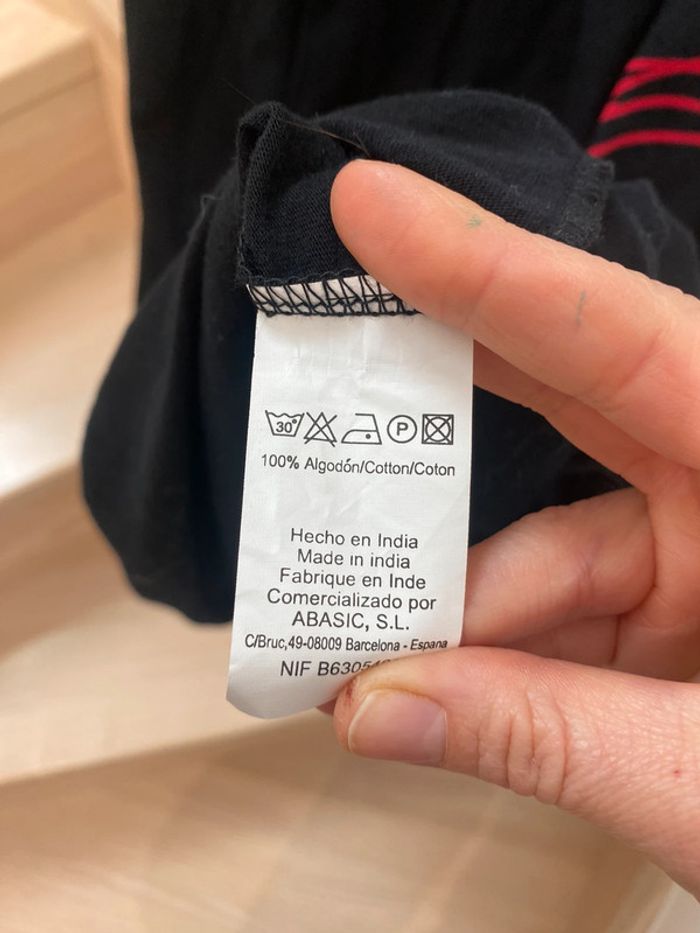 30°
P
100% Algodón/Cotton/Coton
Hecho en India
Made in india
Fabrique en Inde
Comercializado por
ABASIC, S.L.
C/Bruc,49-08009 Barcelona - Espana
NIF